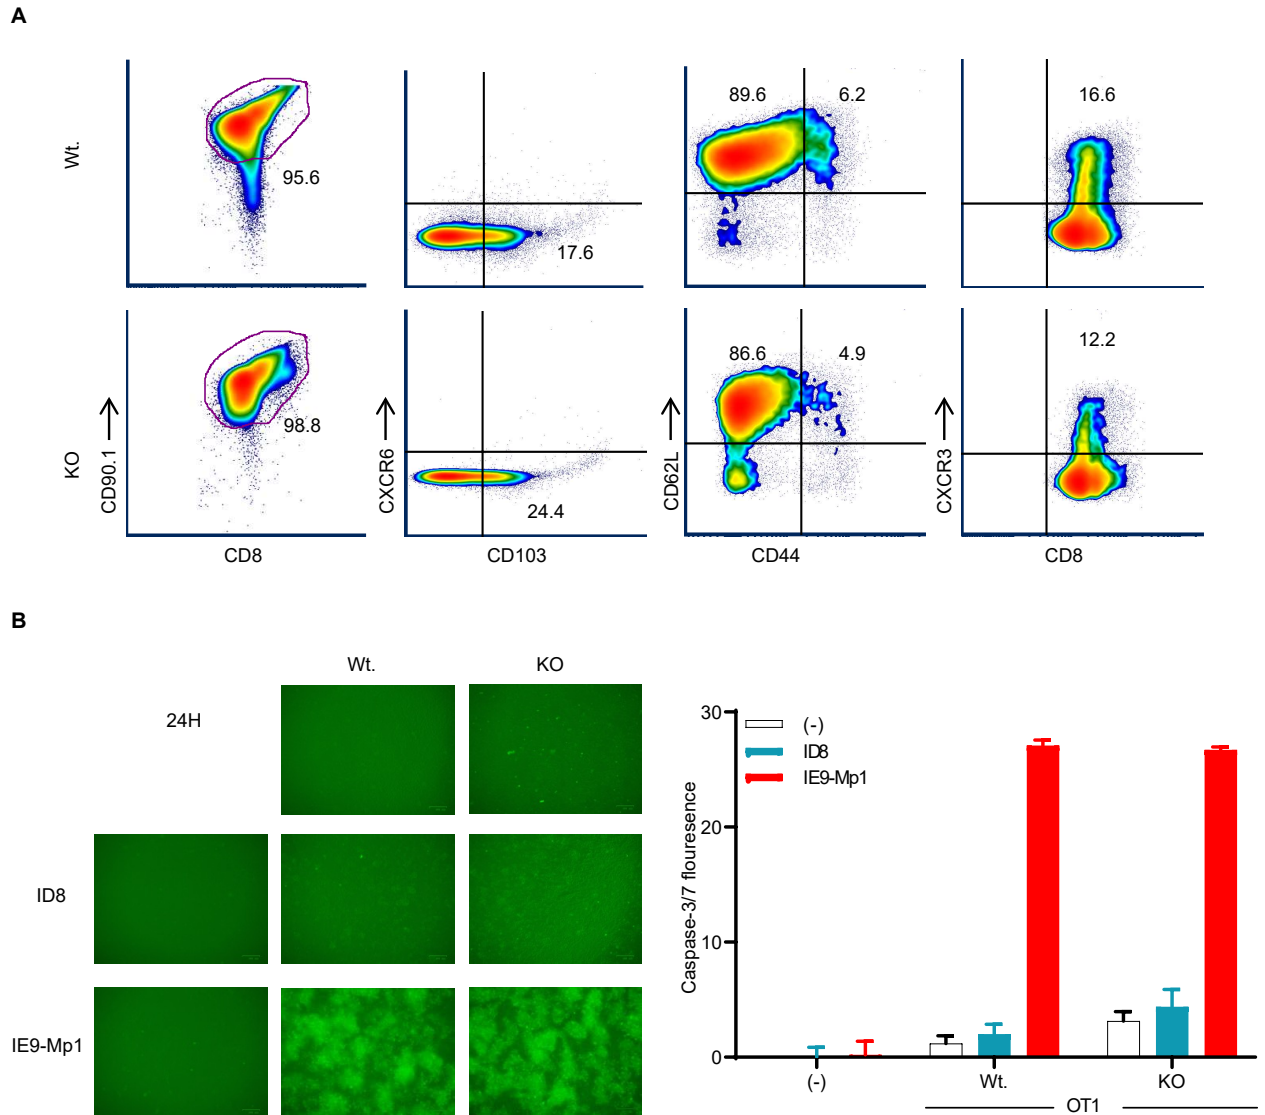 A
Wt.
95.6
17.6
89.6
6.2
16.6
KO
CD90.1
98.8
CD8
CXCR6
24.4
CD103
CD62L
86.6
4.9
CD44
CXCR3
12.2
CD8
B
Wt.
KO
24H
ID8
IE9-Mp1
Caspase-3/7 flouresence
30
20
10
0
(-)
ID8
IE9-Mp1
(-)
Wt.
KO
OT1